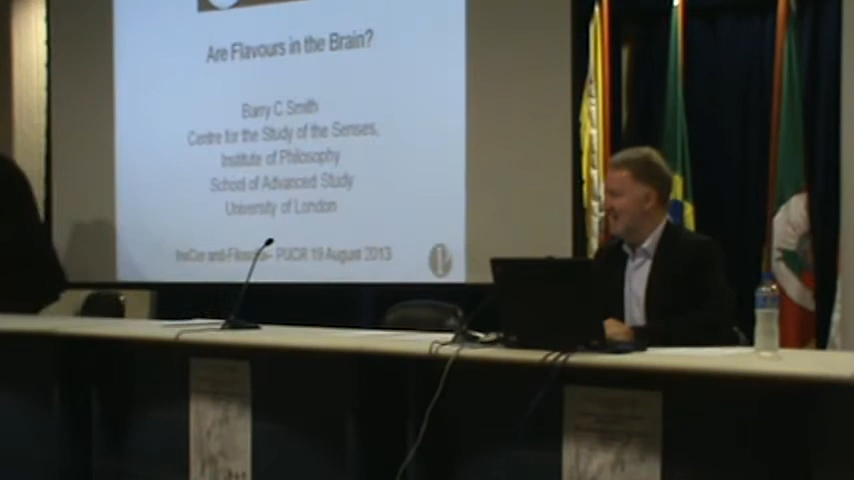 Are Flavours in the Brain?
Barry C Smith
Centre for the Study of the Senses,
Institute of Philosophy
School of Advanced Study
University of London
19 August 2013